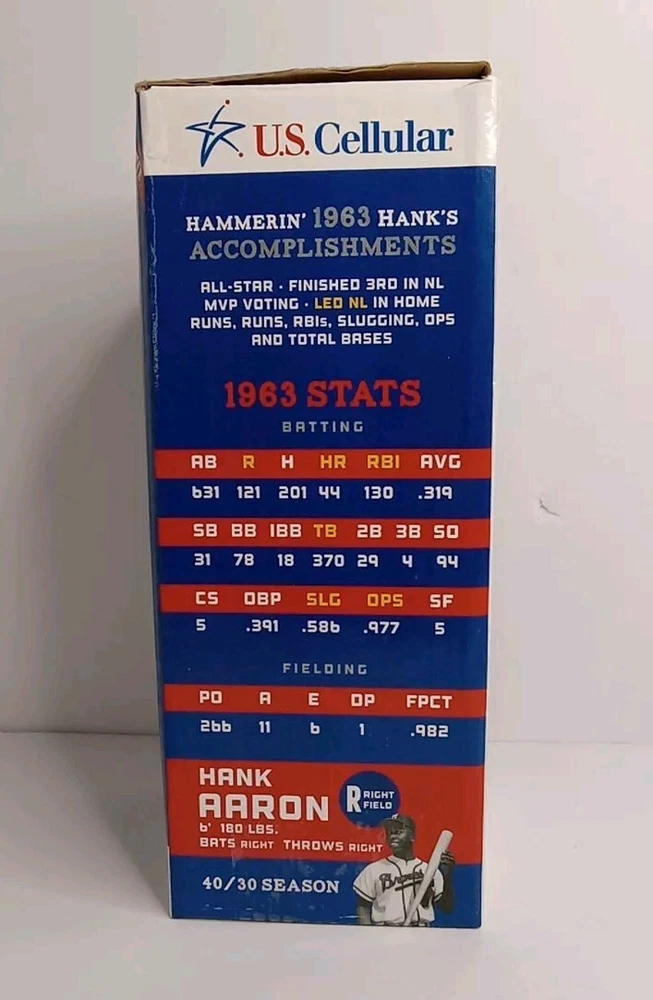 U.S. Cellular
HAMMERIN' 1963 HANK'S
ACCOMPLISHMENTS
ALL-STAR · FINISHED 3RD IN NL
MVP VOTING · LED NL IN HOME
RUNS, RUNS, RBIs, SLUGGING, OPS
AND TOTAL BASES
1963 STATS
BATTING
AB R H HR RBI AVG
631 121 201 44 130 .319
SB BB IBB TB 2B 3B SO
31 78 18 370 29 4 94
CS OBP SLG OPS SF
5 .391 .586 .977 5
FIELDING
PO A E DP FPCT
266 11 6 1 .982
HANK
AARON
R RIGHT
FIELD
6' 180 LBS.
BATS RIGHT THROWS RIGHT
40/30 SEASON
Braves